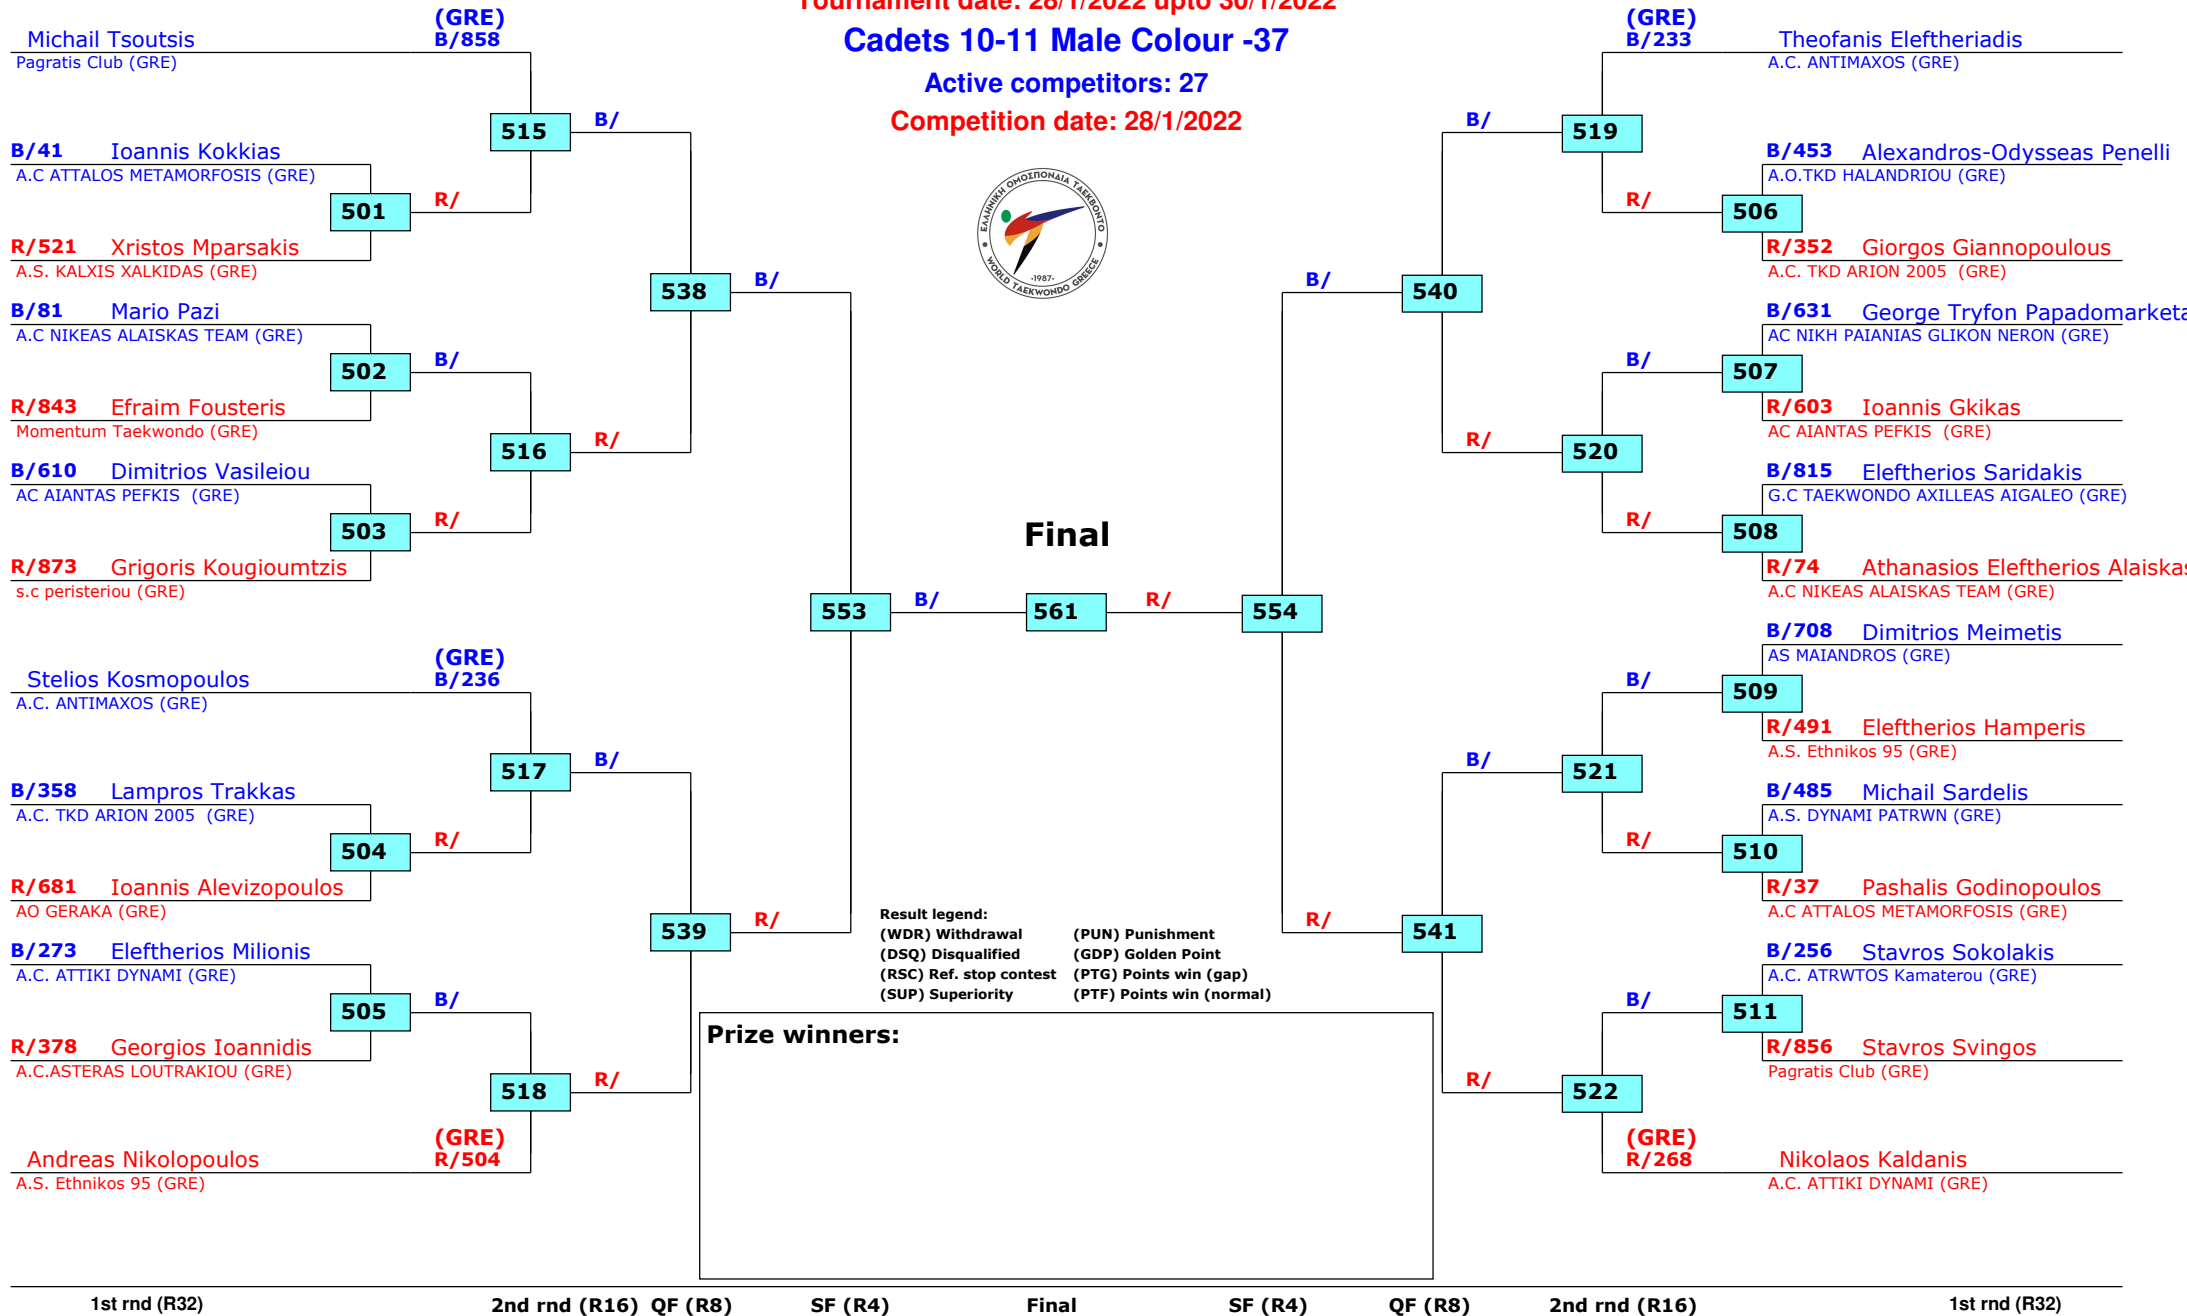 Tournament date: 28/1/2022 upto 30/1/2022
Cadets 10-11 Male Colour -37
Active competitors: 27
Competition date: 28/1/2022
ΕΛΛΗΝΙΚΗ ΟΜΟΣΠΟΝΔΙΑ ΤΑΕΚΒΟΝΤΟ
·1987·
WORLD TAEKWONDO GREECE
(GRE)
Michail Tsoutsis B/858
Pagratis Club (GRE)
515 B/
B/41 Ioannis Kokkias
A.C ATTALOS METAMORFOSIS (GRE)
501 R/
R/521 Xristos Mparsakis
A.S. KALXIS XALKIDAS (GRE)
538 B/
B/81 Mario Pazi
A.C NIKEAS ALAISKAS TEAM (GRE)
502 B/
R/843 Efraim Fousteris
Momentum Taekwondo (GRE)
516 R/
B/610 Dimitrios Vasileiou
AC AIANTAS PEFKIS (GRE)
503 R/
R/873 Grigoris Kougioumtzis
s.c peristeriou (GRE)
Final
553 B/ 561 R/ 554
(GRE)
Stelios Kosmopoulos B/236
A.C. ANTIMAXOS (GRE)
517 B/
B/358 Lampros Trakkas
A.C. TKD ARION 2005 (GRE)
504 R/
R/681 Ioannis Alevizopoulos
AO GERAKA (GRE)
539 R/
B/273 Eleftherios Milionis
A.C. ATTIKI DYNAMI (GRE)
505 B/
R/378 Georgios Ioannidis
A.C.ASTERAS LOUTRAKIOU (GRE)
518 R/
(GRE)
Andreas Nikolopoulos R/504
A.S. Ethnikos 95 (GRE)
(GRE)
B/233 Theofanis Eleftheriadis
A.C. ANTIMAXOS (GRE)
B/ 519
B/453 Alexandros-Odysseas Penelli
A.O.TKD HALANDRIOU (GRE)
R/ 506
R/352 Giorgos Giannopoulous
A.C. TKD ARION 2005 (GRE)
B/ 540
B/631 George Tryfon Papadomarketa
AC NIKH PAIANIAS GLIKON NERON (GRE)
B/ 507
R/603 Ioannis Gkikas
AC AIANTAS PEFKIS (GRE)
R/ 520
B/815 Eleftherios Saridakis
G.C TAEKWONDO AXILLEAS AIGALEO (GRE)
R/ 508
R/74 Athanasios Eleftherios Alaiskas
A.C NIKEAS ALAISKAS TEAM (GRE)
B/708 Dimitrios Meimetis
AS MAIANDROS (GRE)
B/ 509
R/491 Eleftherios Hamperis
A.S. Ethnikos 95 (GRE)
B/ 521
B/485 Michail Sardelis
A.S. DYNAMI PATRWN (GRE)
R/ 510
R/37 Pashalis Godinopoulos
A.C ATTALOS METAMORFOSIS (GRE)
R/ 541
B/256 Stavros Sokolakis
A.C. ATRWTOS Kamaterou (GRE)
B/ 511
R/856 Stavros Svingos
Pagratis Club (GRE)
R/ 522
(GRE)
R/268 Nikolaos Kaldanis
A.C. ATTIKI DYNAMI (GRE)
Result legend:
(WDR) Withdrawal (PUN) Punishment
(DSQ) Disqualified (GDP) Golden Point
(RSC) Ref. stop contest (PTG) Points win (gap)
(SUP) Superiority (PTF) Points win (normal)
Prize winners:
1st rnd (R32) 2nd rnd (R16) QF (R8) SF (R4) Final SF (R4) QF (R8) 2nd rnd (R16) 1st rnd (R32)